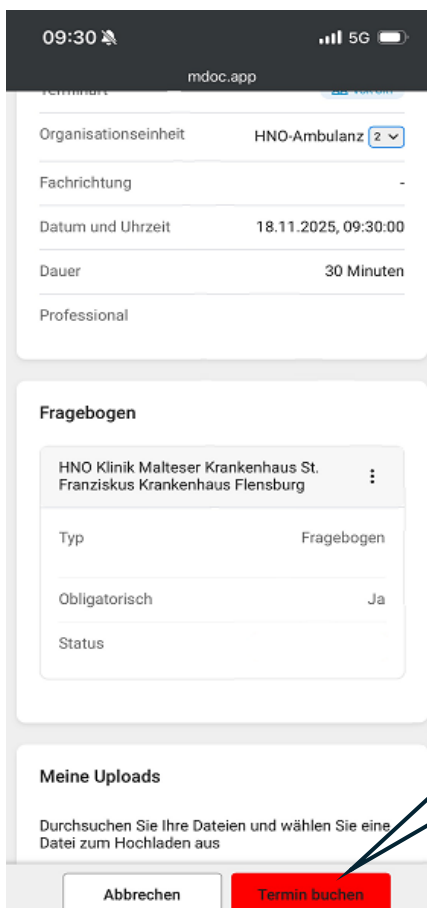 09:30
5G
mdoc.app
Organisationseinheit HNO-Ambulanz 2
Fachrichtung -
Datum und Uhrzeit 18.11.2025, 09:30:00
Dauer 30 Minuten
Professional
Fragebogen
HNO Klinik Malteser Krankenhaus St.
Franziskus Krankenhaus Flensburg
Typ Fragebogen
Obligatorisch Ja
Status
Meine Uploads
Durchsuchen Sie Ihre Dateien und wählen Sie eine
Datei zum Hochladen aus
Abbrechen Termin buchen